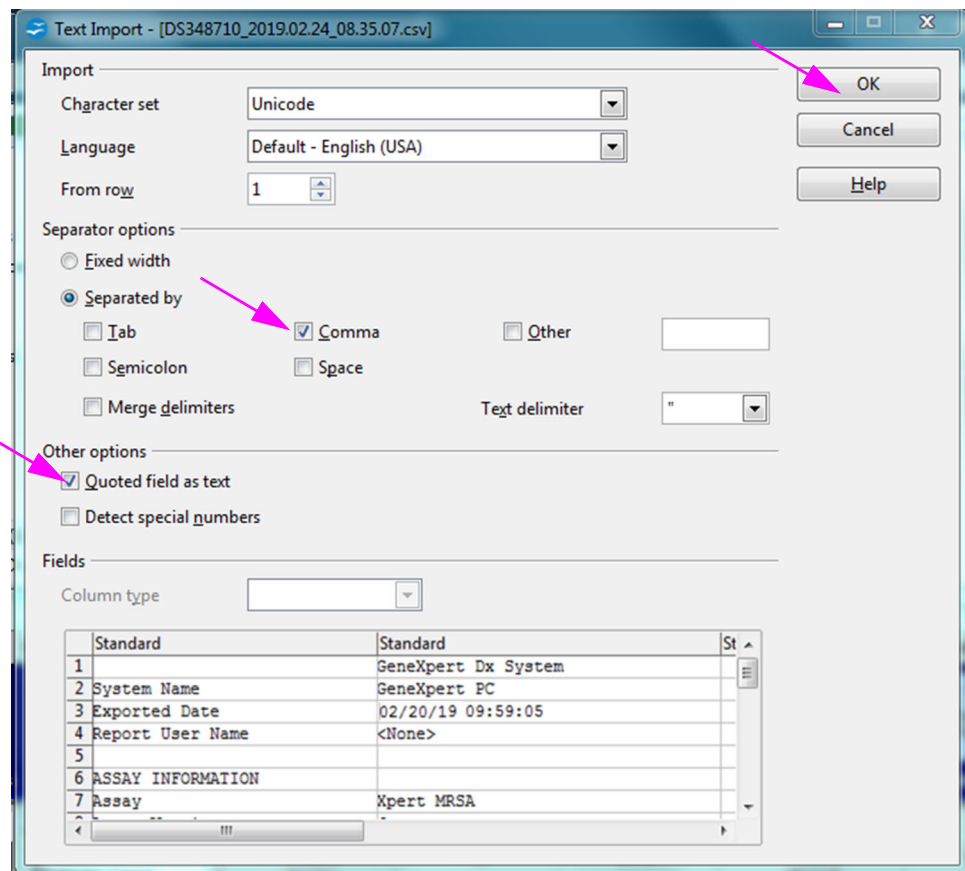 Text Import - [DS348710_2019.02.24_08.35.07.csv]
Import
OK
Character set Unicode
Cancel
Language Default - English (USA)
From row 1
Help
Separator options
Fixed width
Separated by
Tab Comma Other
Semicolon Space
Merge delimiters Text delimiter "
Other options
Quoted field as text
Detect special numbers
Fields
Column type
Standard Standard St
1 GeneXpert Dx System
2 System Name GeneXpert PC
3 Exported Date 02/20/19 09:59:05
4 Report User Name <None>
5
6 ASSAY INFORMATION
7 Assay Xpert MRSA